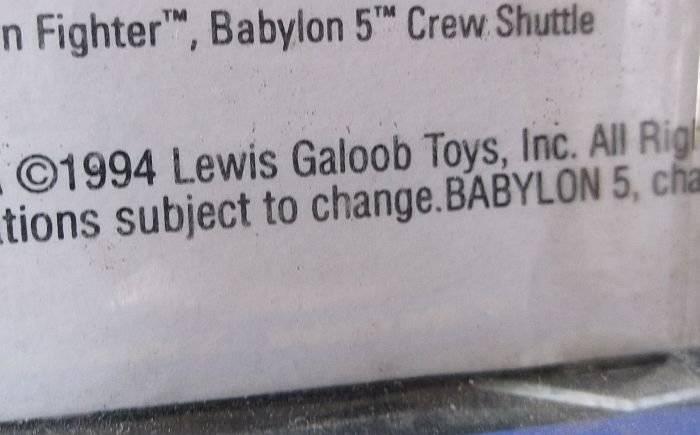 n Fighter™, Babylon 5™ Crew Shuttle
©1994 Lewis Galoob Toys, Inc. All Rig
tions subject to change.BABYLON 5, cha